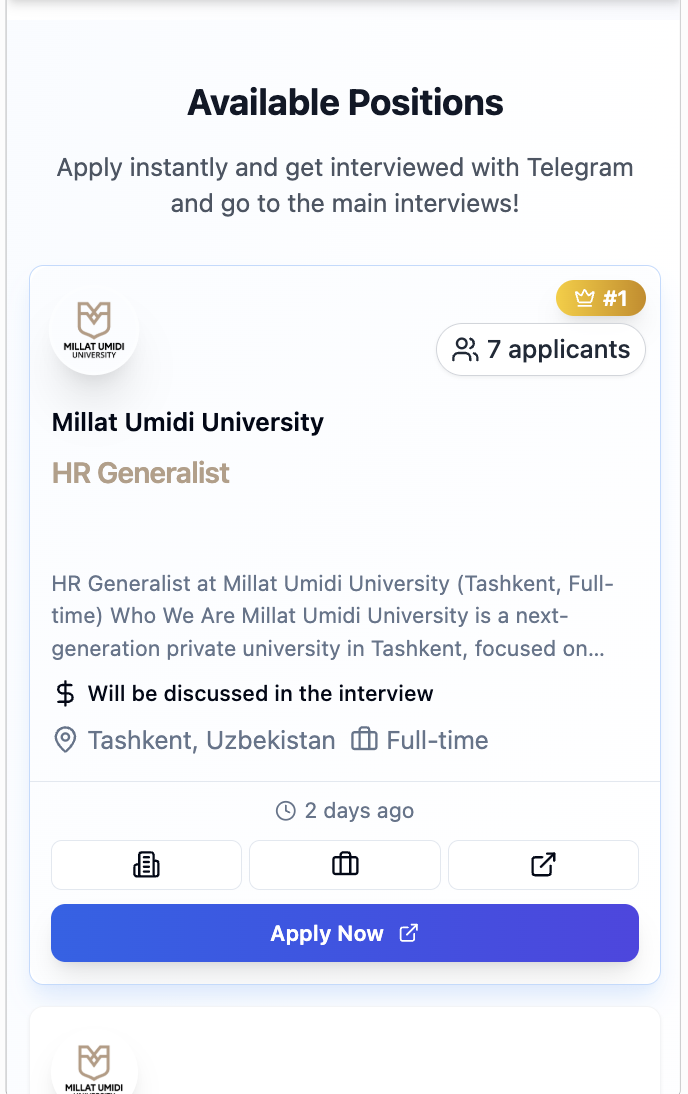 Available Positions
Apply instantly and get interviewed with Telegram
and go to the main interviews!
#1
MILLAT UMIDI
UNIVERSITY
7 applicants
Millat Umidi University
HR Generalist
HR Generalist at Millat Umidi University (Tashkent, Full-
time) Who We Are Millat Umidi University is a next-
generation private university in Tashkent, focused on...
Will be discussed in the interview
Tashkent, Uzbekistan Full-time
2 days ago
Apply Now
MILLAT UMIDI